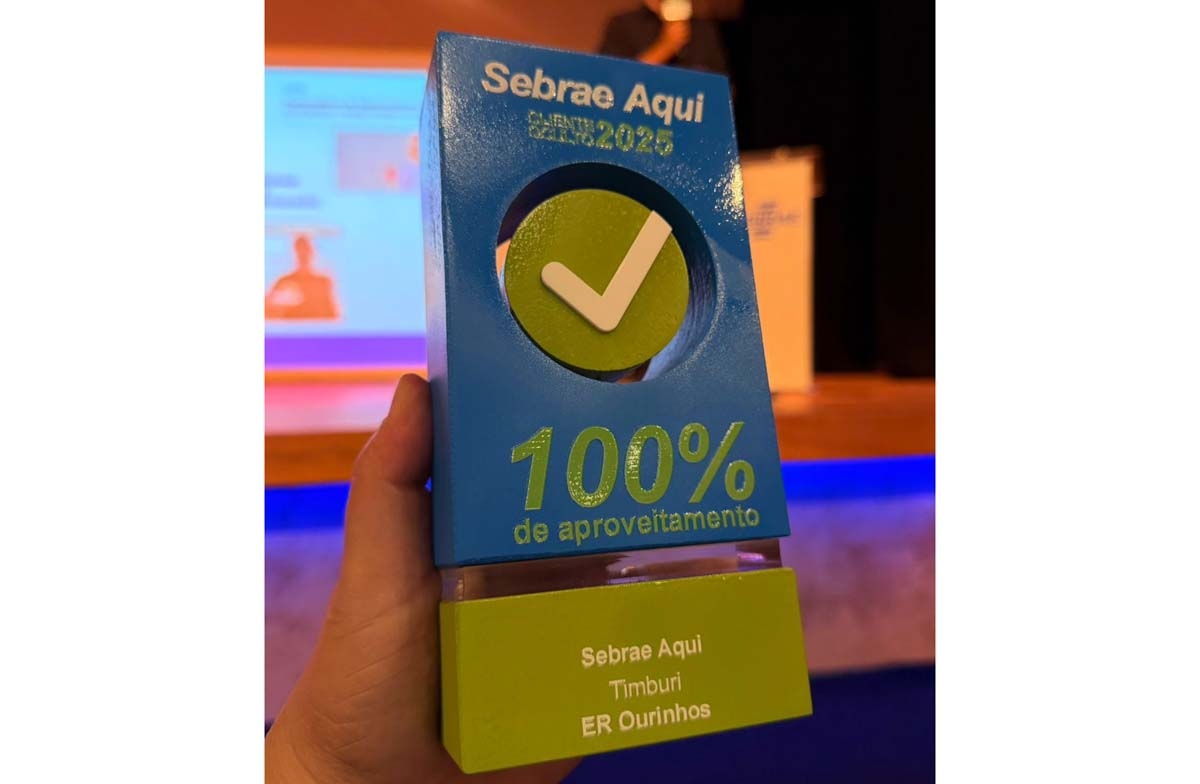 Sebrae Aqui
CLIENTE
OCULTO 2025
100%
de aproveitamento
Sebrae Aqui
Timburi
ER Ourinhos